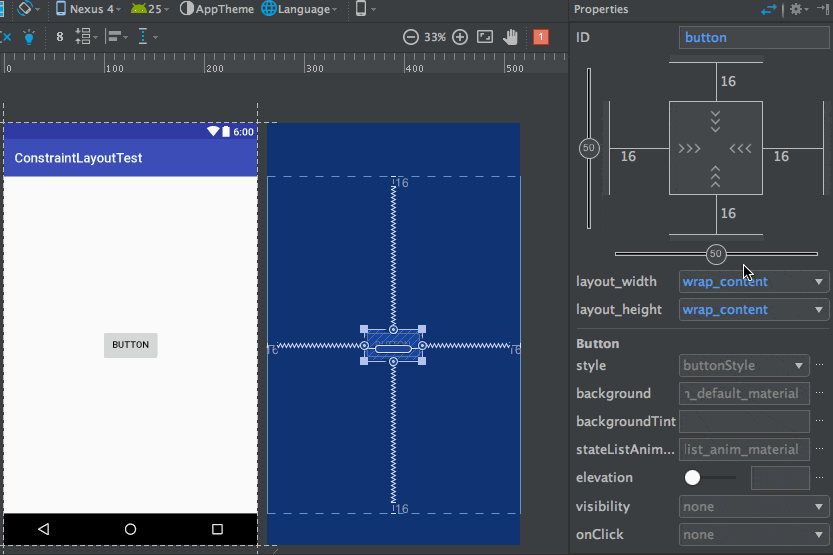 Nexus 4 25 AppTheme Language
Properties
8 33% 1
ID button
0 100 200 300 400 500
16
50
16 16
16
50
6:00
ConstraintLayoutTest
BUTTON
16
16 16
16
layout_width wrap_content
layout_height wrap_content
Button
style buttonStyle
background n_default_material
backgroundTint
stateListAnim... list_anim_material
elevation
visibility none
onClick none